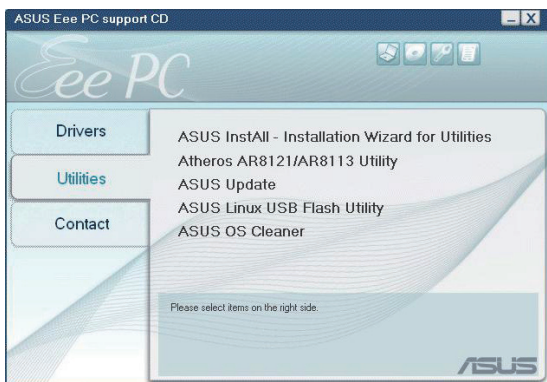 ASUS Eee PC support CD
Eee PC
Drivers
Utilities
Contact
ASUS InstAll - Installation Wizard for Utilities
Atheros AR8121/AR8113 Utility
ASUS Update
ASUS Linux USB Flash Utility
ASUS OS Cleaner
Please select items on the right side.
ASUS